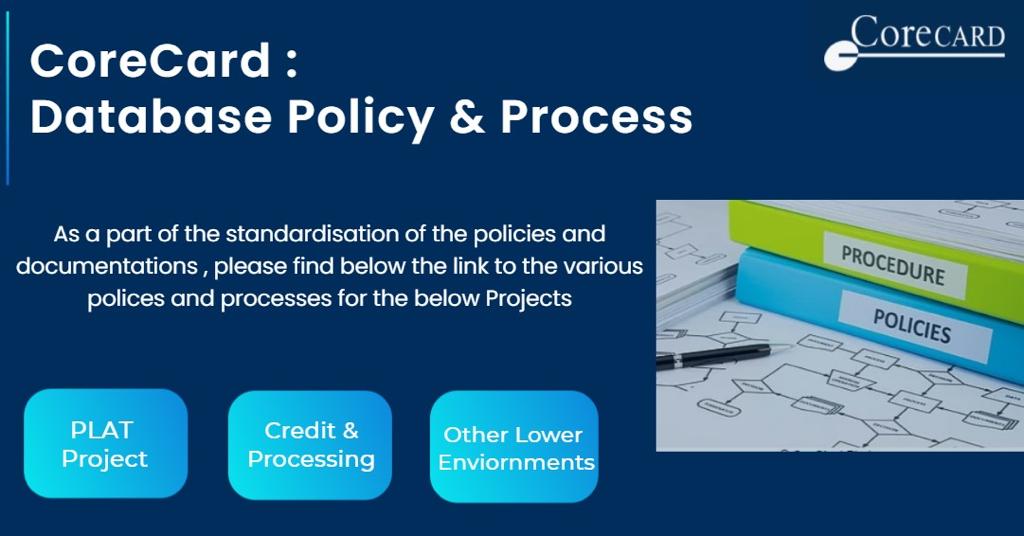 CoreCard :
Database Policy & Process
CORECARD
As a part of the standardisation of the policies and
documentations , please find below the link to the various
polices and processes for the below Projects
PROCEDURE
POLICIES
PLAT
Project
Credit &
Processing
Other Lower
Enviornments